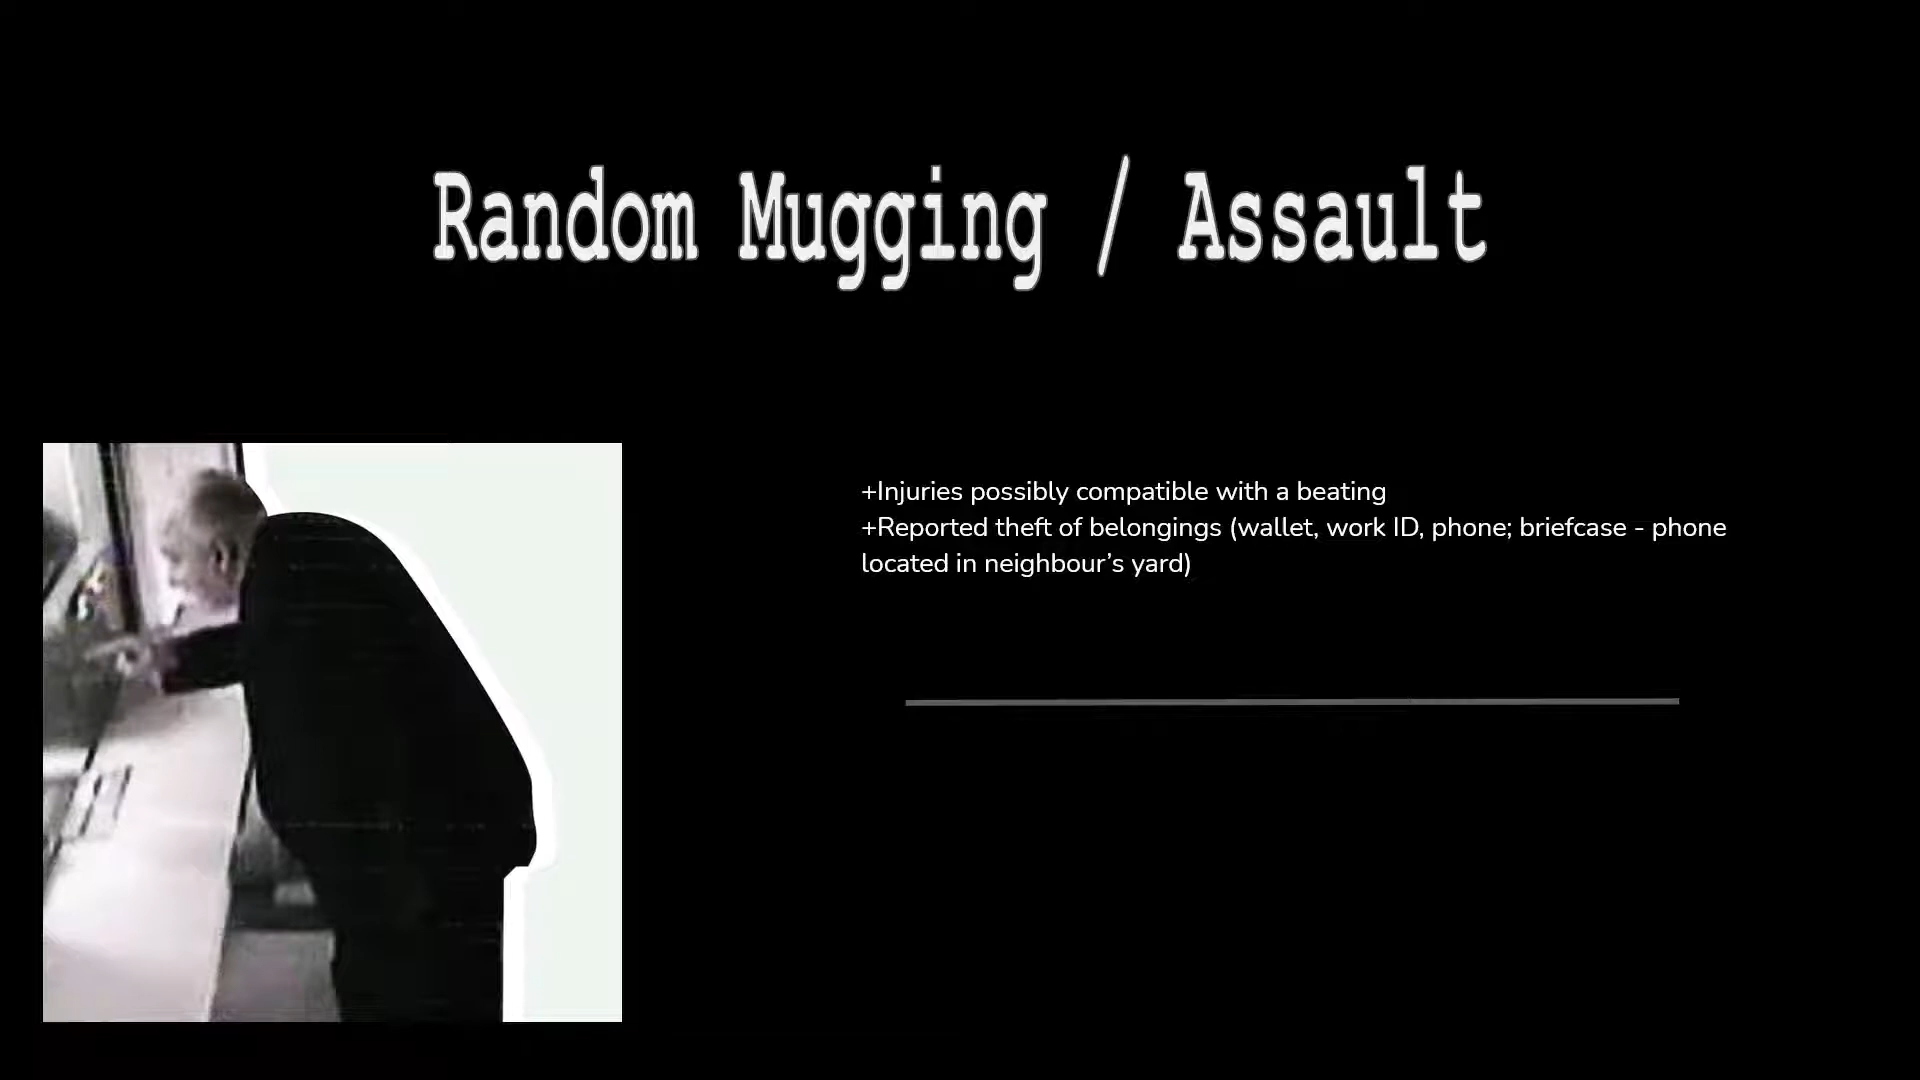 Random Mugging / Assault
+Injuries possibly compatible with a beating
+Reported theft of belongings (wallet, work ID, phone; briefcase - phone
located in neighbour’s yard)